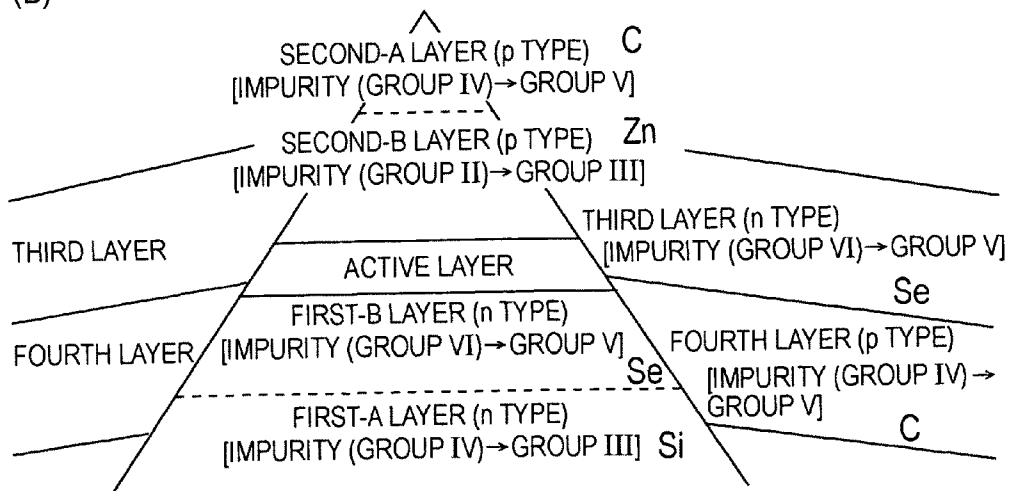 (B)
SECOND-A LAYER (p TYPE) C
[IMPURITY (GROUP IV)→GROUP V]
SECOND-B LAYER (p TYPE) Zn
[IMPURITY (GROUP II)→GROUP III]
THIRD LAYER
THIRD LAYER (n TYPE)
[IMPURITY (GROUP VI)→GROUP V]
Se
ACTIVE LAYER
FIRST-B LAYER (n TYPE)
[IMPURITY (GROUP VI)→GROUP V]
Se
FOURTH LAYER
FOURTH LAYER (p TYPE)
[IMPURITY (GROUP IV)→
GROUP V]
C
FIRST-A LAYER (n TYPE)
[IMPURITY (GROUP IV)→GROUP III] Si